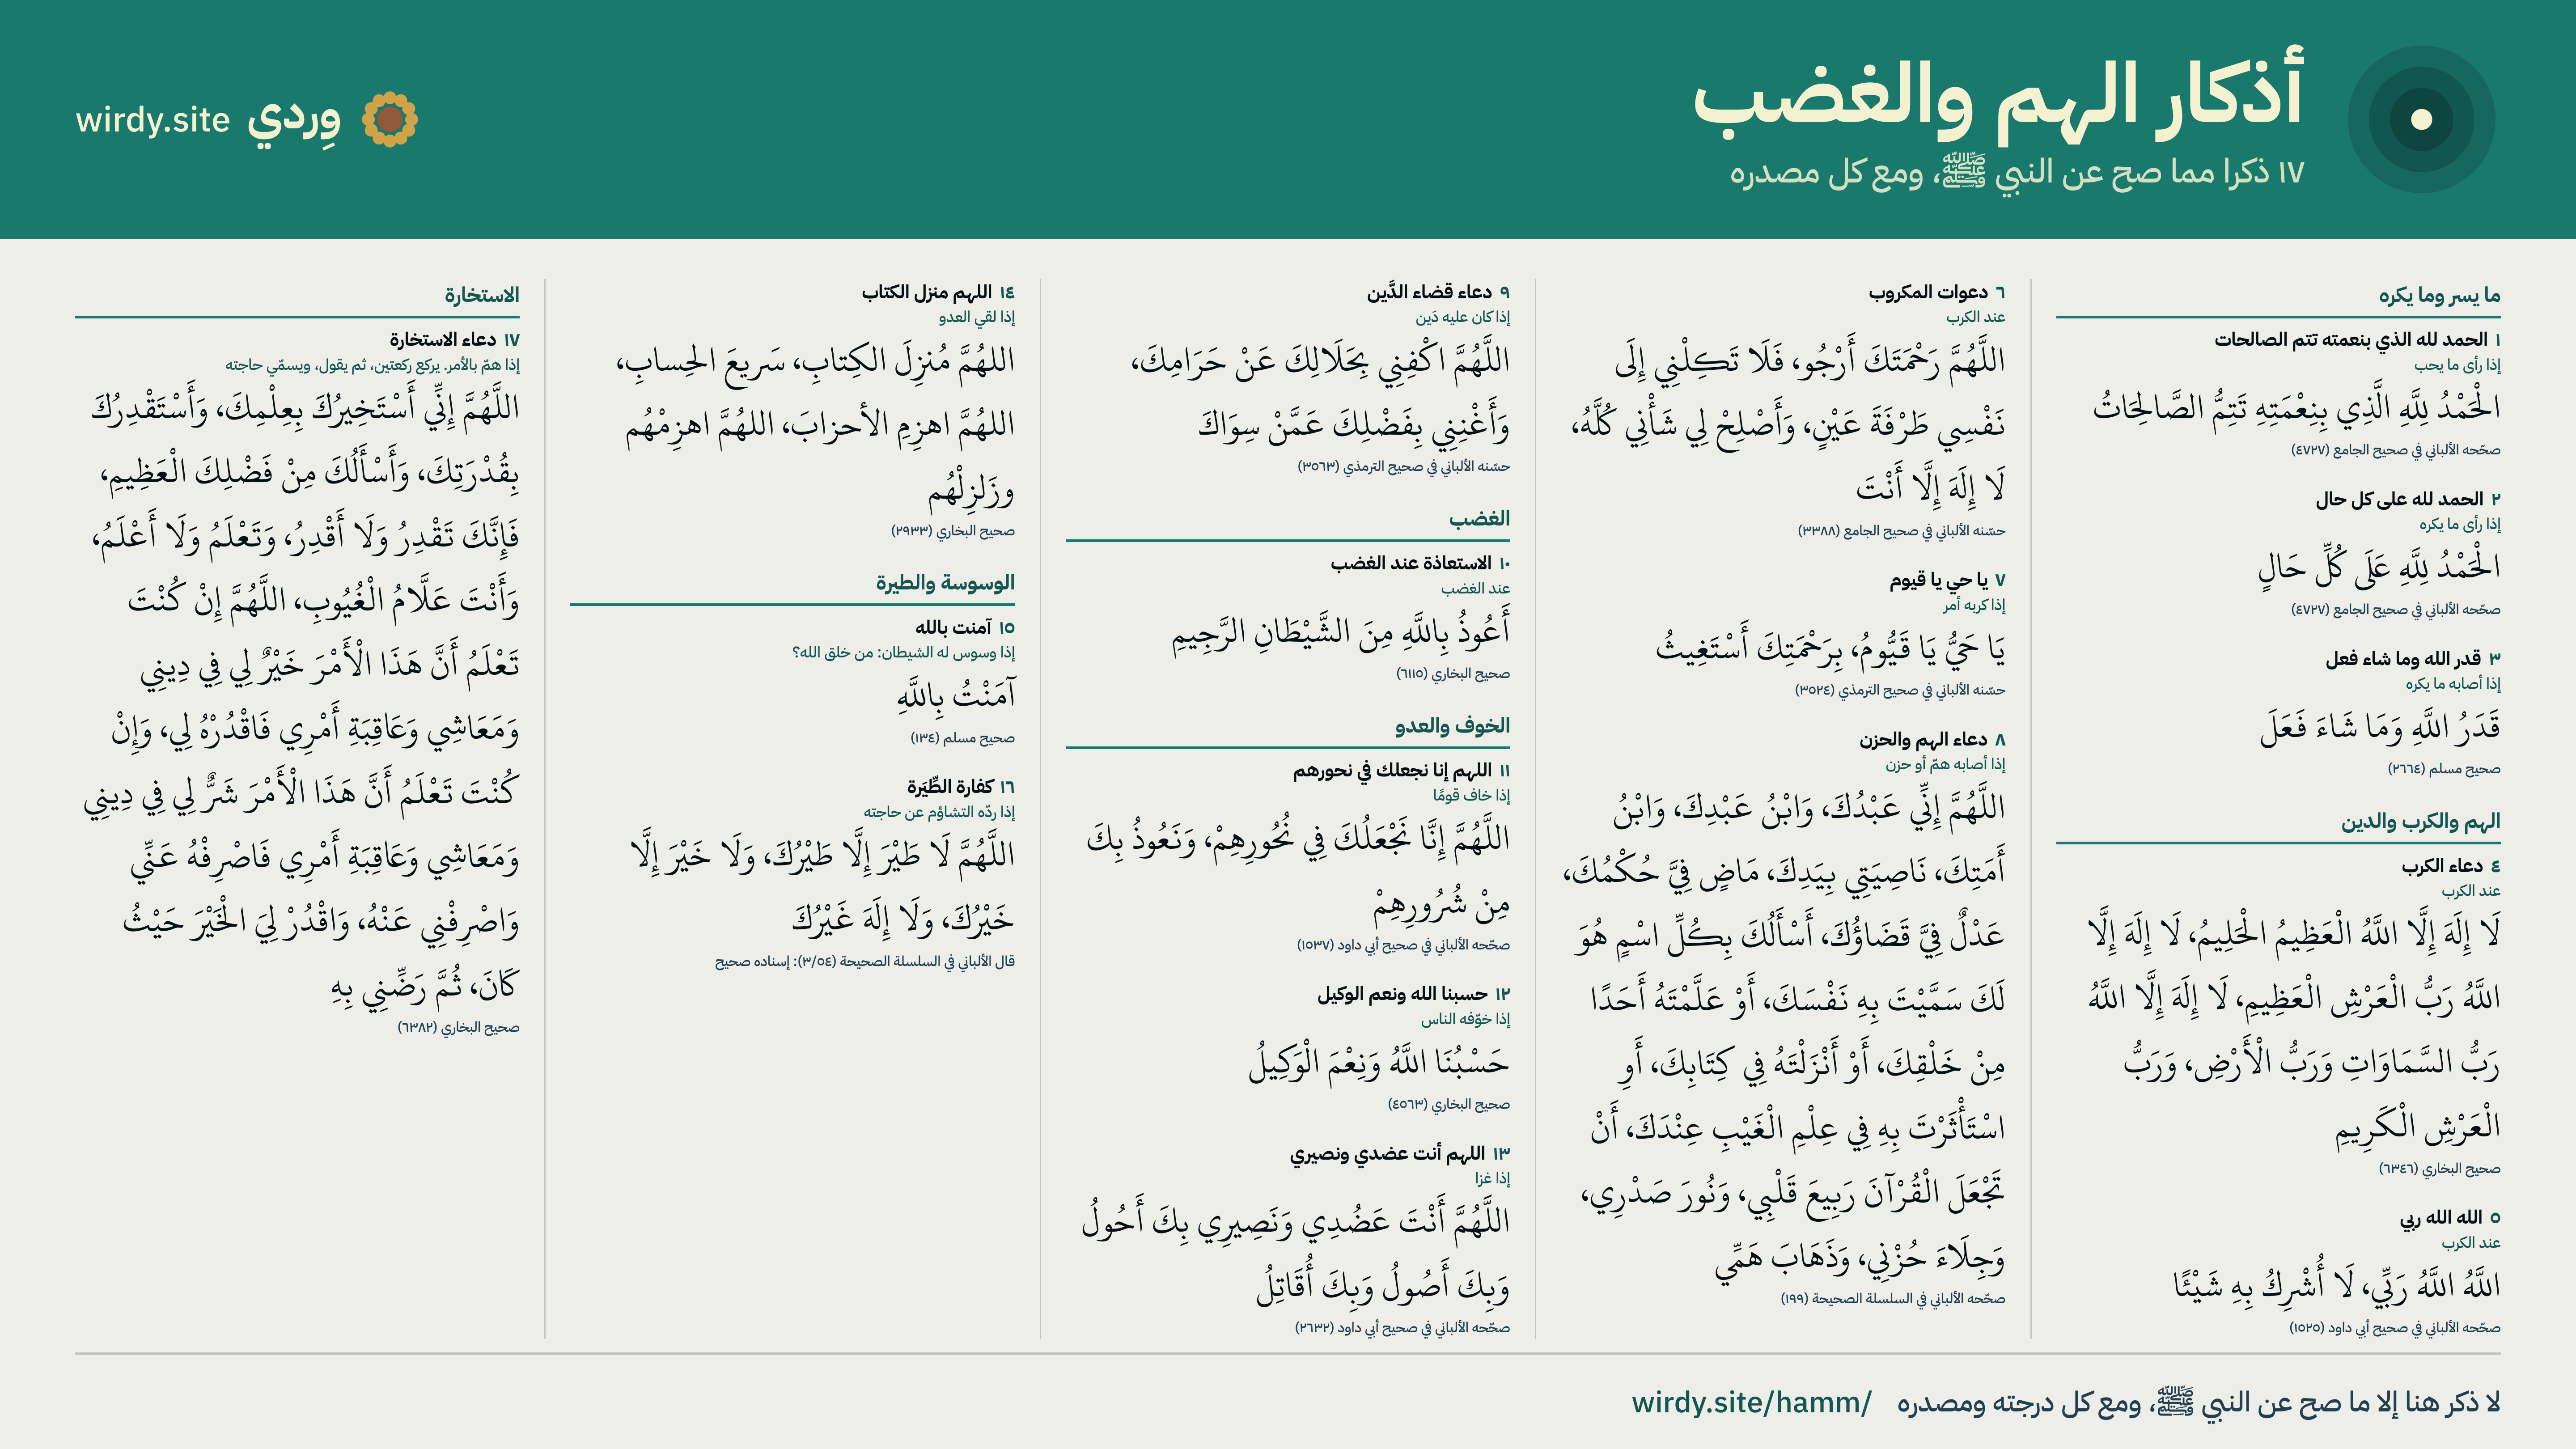 أذكار الهم والغضب
١٧ ذكرا مما صح عن النبي ﷺ، ومع كل مصدره
وِردي wirdy.site
ما يسر وما يكره
١ الحمد لله الذي بنعمته تتم الصالحات
إذا رأى ما يحب
الْحَمْدُ لِلَّهِ الَّذِي بِنِعْمَتِهِ تَتِمُّ الصَّالِحَاتُ
صحّحه الألباني في صحيح الجامع (٤٧٢٧)
٢ الحمد لله على كل حال
إذا رأى ما يكره
الْحَمْدُ لِلَّهِ عَلَى كُلِّ حَالٍ
صحّحه الألباني في صحيح الجامع (٤٧٢٧)
٣ قدر الله وما شاء فعل
إذا أصابه ما يكره
قَدَرُ اللَّهِ وَمَا شَاءَ فَعَلَ
صحيح مسلم (٢٦٦٤)
الهم والكرب والدين
٤ دعاء الكرب
عند الكرب
لَا إِلَهَ إِلَّا اللَّهُ الْعَظِيمُ الْحَلِيمُ، لَا إِلَهَ إِلَّا
اللَّهُ رَبُّ الْعَرْشِ الْعَظِيمِ، لَا إِلَهَ إِلَّا اللَّهُ
رَبُّ السَّمَاوَاتِ وَرَبُّ الْأَرْضِ، وَرَبُّ
الْعَرْشِ الْكَرِيمِ
صحيح البخاري (٦٣٤٦)
٥ الله الله ربي
عند الكرب
اللَّهُ اللَّهُ رَبِّي، لَا أُشْرِكُ بِهِ شَيْئًا
صحّحه الألباني في صحيح أبي داود (١٥٢٥)
٦ دعوات المكروب
عند الكرب
اللَّهُمَّ رَحْمَتَكَ أَرْجُو، فَلَا تَكِلْنِي إِلَى
نَفْسِي طَرْفَةَ عَيْنٍ، وَأَصْلِحْ لِي شَأْنِي كُلَّهُ،
لَا إِلَهَ إِلَّا أَنْتَ
حسّنه الألباني في صحيح الجامع (٣٣٨٨)
٧ يا حي يا قيوم
إذا كربه أمر
يَا حَيُّ يَا قَيُّومُ، بِرَحْمَتِكَ أَسْتَغِيثُ
حسّنه الألباني في صحيح الترمذي (٣٥٢٤)
٨ دعاء الهم والحزن
إذا أصابه همّ أو حزن
اللَّهُمَّ إِنِّي عَبْدُكَ، وَابْنُ عَبْدِكَ، وَابْنُ
أَمَتِكَ، نَاصِيَتِي بِيَدِكَ، مَاضٍ فِيَّ حُكْمُكَ،
عَدْلٌ فِيَّ قَضَاؤُكَ، أَسْأَلُكَ بِكُلِّ اسْمٍ هُوَ
لَكَ سَمَّيْتَ بِهِ نَفْسَكَ، أَوْ عَلَّمْتَهُ أَحَدًا
مِنْ خَلْقِكَ، أَوْ أَنْزَلْتَهُ فِي كِتَابِكَ، أَوِ
اسْتَأْثَرْتَ بِهِ فِي عِلْمِ الْغَيْبِ عِنْدَكَ، أَنْ
تَجْعَلَ الْقُرْآنَ رَبِيعَ قَلْبِي، وَنُورَ صَدْرِي،
وَجِلَاءَ حُزْنِي، وَذَهَابَ هَمِّي
صحّحه الألباني في السلسلة الصحيحة (١٩٩)
٩ دعاء قضاء الدَّين
إذا كان عليه دَين
اللَّهُمَّ اكْفِنِي بِحَلَالِكَ عَنْ حَرَامِكَ،
وَأَغْنِنِي بِفَضْلِكَ عَمَّنْ سِوَاكَ
حسّنه الألباني في صحيح الترمذي (٣٥٦٣)
الغضب
١٠ الاستعاذة عند الغضب
عند الغضب
أَعُوذُ بِاللَّهِ مِنَ الشَّيْطَانِ الرَّجِيمِ
صحيح البخاري (٦١١٥)
الخوف والعدو
١١ اللهم إنا نجعلك في نحورهم
إذا خاف قومًا
اللَّهُمَّ إِنَّا نَجْعَلُكَ فِي نُحُورِهِمْ، وَنَعُوذُ بِكَ
مِنْ شُرُورِهِمْ
صحّحه الألباني في صحيح أبي داود (١٥٣٧)
١٢ حسبنا الله ونعم الوكيل
إذا خوّفه الناس
حَسْبُنَا اللَّهُ وَنِعْمَ الْوَكِيلُ
صحيح البخاري (٤٥٦٣)
١٣ اللهم أنت عضدي ونصيري
إذا غزا
اللَّهُمَّ أَنْتَ عَضُدِي وَنَصِيرِي بِكَ أَحُولُ
وَبِكَ أَصُولُ وَبِكَ أُقَاتِلُ
صحّحه الألباني في صحيح أبي داود (٢٦٣٢)
١٤ اللهم منزل الكتاب
إذا لقي العدو
اللهُمَّ مُنزِلَ الكِتابِ، سَريعَ الحِسابِ،
اللهُمَّ اهزِمِ الأحزابَ، اللهُمَّ اهزِمْهُم
وزَلزِلْهُم
صحيح البخاري (٢٩٣٣)
الوسوسة والطيرة
١٥ آمنت بالله
إذا وسوس له الشيطان: من خلق الله؟
آمَنْتُ بِاللَّهِ
صحيح مسلم (١٣٤)
١٦ كفارة الطِّيَرة
إذا ردّه التشاؤم عن حاجته
اللَّهُمَّ لَا طَيْرَ إِلَّا طَيْرُكَ، وَلَا خَيْرَ إِلَّا
خَيْرُكَ، وَلَا إِلَهَ غَيْرُكَ
قال الألباني في السلسلة الصحيحة (٣/٥٤): إسناده صحيح
الاستخارة
١٧ دعاء الاستخارة
إذا همّ بالأمر. يركع ركعتين، ثم يقول، ويسمّي حاجته
اللَّهُمَّ إِنِّي أَسْتَخِيرُكَ بِعِلْمِكَ، وَأَسْتَقْدِرُكَ
بِقُدْرَتِكَ، وَأَسْأَلُكَ مِنْ فَضْلِكَ الْعَظِيمِ،
فَإِنَّكَ تَقْدِرُ وَلَا أَقْدِرُ، وَتَعْلَمُ وَلَا أَعْلَمُ،
وَأَنْتَ عَلَّامُ الْغُيُوبِ، اللَّهُمَّ إِنْ كُنْتَ
تَعْلَمُ أَنَّ هَذَا الْأَمْرَ خَيْرٌ لِي فِي دِينِي
وَمَعَاشِي وَعَاقِبَةِ أَمْرِي فَاقْدُرْهُ لِي، وَإِنْ
كُنْتَ تَعْلَمُ أَنَّ هَذَا الْأَمْرَ شَرٌّ لِي فِي دِينِي
وَمَعَاشِي وَعَاقِبَةِ أَمْرِي فَاصْرِفْهُ عَنِّي
وَاصْرِفْنِي عَنْهُ، وَاقْدُرْ لِيَ الْخَيْرَ حَيْثُ
كَانَ، ثُمَّ رَضِّنِي بِهِ
صحيح البخاري (٦٣٨٢)
لا ذكر هنا إلا ما صح عن النبي ﷺ، ومع كل درجته ومصدره wirdy.site/hamm/